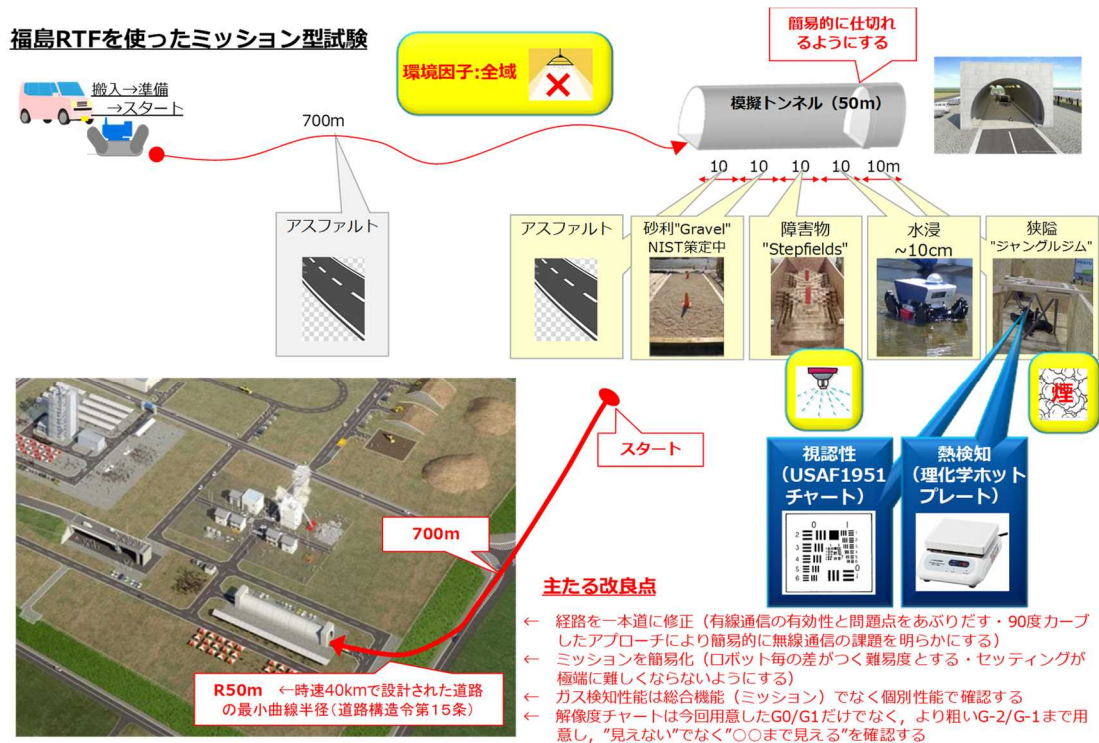 福島RTFを使ったミッション型試験
搬入→準備
→スタート
環境因子:全域
簡易的に仕切れ
るようにする
模擬トンネル（50m）
700m
10 10 10 10 10m
アスファルト
アスファルト
砂利"Gravel"
NIST策定中
障害物
"Stepfields"
水浸
~10cm
狭隘
"ジャングルジム"
煙
スタート
視認性
（USAF1951
チャート）
熱検知
（理化学ホット
プレート）
700m
R50m ←時速40kmで設計された道路
の最小曲線半径（道路構造令第15条）
主たる改良点
← 経路を一本道に修正（有線通信の有効性と問題点をあぶりだす・90度カーブ
したアプローチにより簡易的に無線通信の課題を明らかにする）
← ミッションを簡易化（ロボット毎の差がつく難易度とする・セッティングが
極端に難しくならないようにする）
← ガス検知性能は総合機能（ミッション）でなく個別性能で確認する
← 解像度チャートは今回用意したG0/G1だけでなく，より粗いG-2/G-1まで用
意し，”見えない”でなく”○○まで見える”を確認する